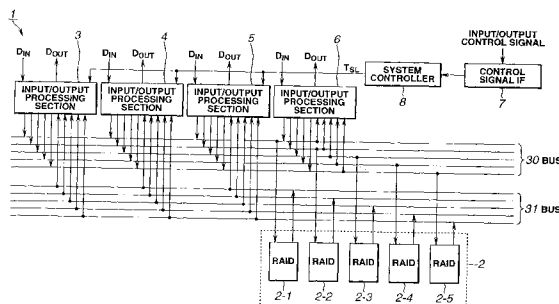 1
INPUT/OUTPUT
CONTROL SIGNAL
DIN DOUT 3 DIN DOUT 4 DIN DOUT 5 DIN DOUT 6
TSL
INPUT/OUTPUT
PROCESSING
SECTION
INPUT/OUTPUT
PROCESSING
SECTION
INPUT/OUTPUT
PROCESSING
SECTION
INPUT/OUTPUT
PROCESSING
SECTION
SYSTEM
CONTROLLER
8
CONTROL
SIGNAL IF
7
30 BUS
31 BUS
2
RAID RAID RAID RAID RAID
2-1 2-2 2-3 2-4 2-5